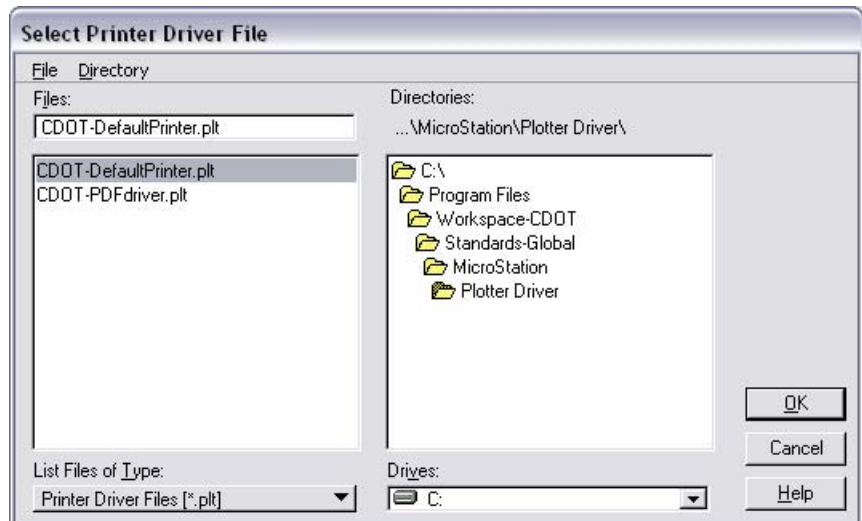 Select Printer Driver File
File Directory
Files:
CDOT-DefaultPrinter.plt
CDOT-DefaultPrinter.plt
CDOT-PDFdriver.plt
List Files of Type:
Printer Driver Files [*.plt]
Directories:
...\MicroStation\Plotter Driver\
C:\
Program Files
Workspace-CDOT
Standards-Global
MicroStation
Plotter Driver
Drives:
C:
OK
Cancel
Help